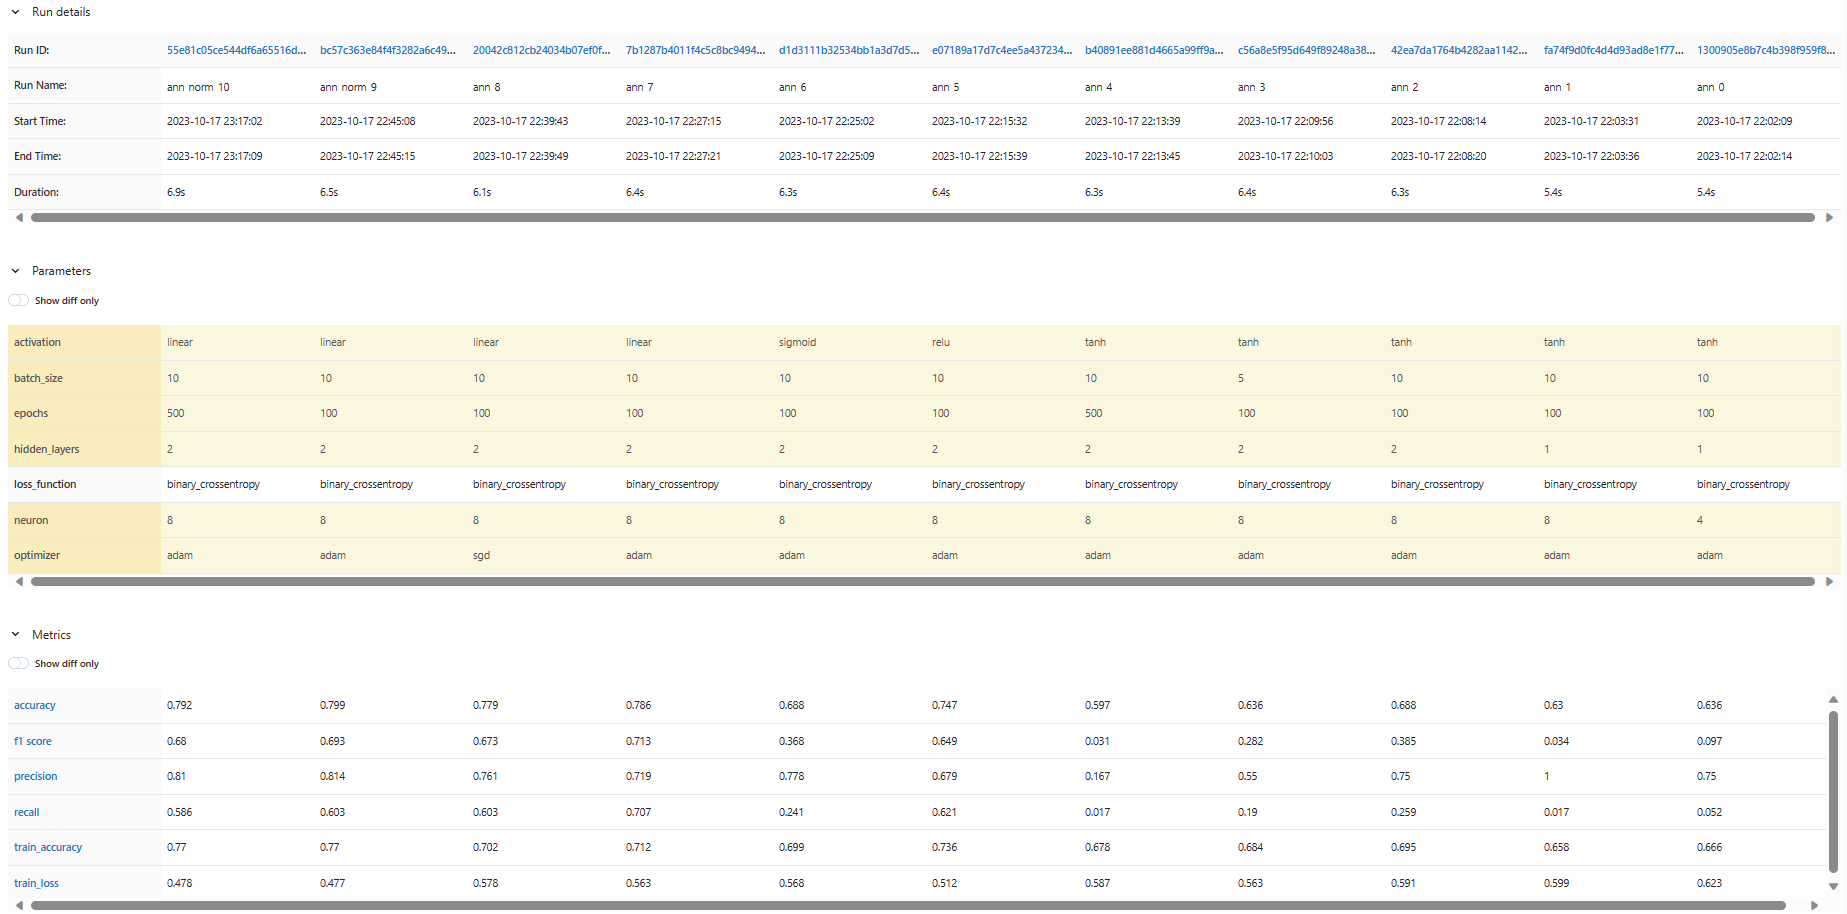 Run details
Run ID: 55e81c05ce544df6a65516d... bc57c363e84f4f3282a6c49... 20042c812cb24034b07ef0f... 7b1287b4011f4c5c8bc9494... d1d3111b32534bb1a3d7d5... e07189a17d7c4ee5a437234... b40891ee881d4665a99ff9a... c56a8e5f95d649f89248a38... 42ea7da1764b4282aa1142... fa74f9d0fc4d4d93ad8e1f77... 1300905e8b7c4b398f959f8...
Run Name: ann norm 10 ann norm 9 ann 8 ann 7 ann 6 ann 5 ann 4 ann 3 ann 2 ann 1 ann 0
Start Time: 2023-10-17 23:17:02 2023-10-17 22:45:08 2023-10-17 22:39:43 2023-10-17 22:27:15 2023-10-17 22:25:02 2023-10-17 22:15:32 2023-10-17 22:13:39 2023-10-17 22:09:56 2023-10-17 22:08:14 2023-10-17 22:03:31 2023-10-17 22:02:09
End Time: 2023-10-17 23:17:09 2023-10-17 22:45:15 2023-10-17 22:39:49 2023-10-17 22:27:21 2023-10-17 22:25:09 2023-10-17 22:15:39 2023-10-17 22:13:45 2023-10-17 22:10:03 2023-10-17 22:08:20 2023-10-17 22:03:36 2023-10-17 22:02:14
Duration: 6.9s 6.5s 6.1s 6.4s 6.3s 6.4s 6.3s 6.4s 6.3s 5.4s 5.4s
Parameters
Show diff only
activation linear linear linear linear sigmoid relu tanh tanh tanh tanh tanh
batch_size 10 10 10 10 10 10 10 5 10 10 10
epochs 500 100 100 100 100 100 500 100 100 100 100
hidden_layers 2 2 2 2 2 2 2 2 2 1 1
loss_function binary_crossentropy binary_crossentropy binary_crossentropy binary_crossentropy binary_crossentropy binary_crossentropy binary_crossentropy binary_crossentropy binary_crossentropy binary_crossentropy binary_crossentropy
neuron 8 8 8 8 8 8 8 8 8 8 4
optimizer adam adam sgd adam adam adam adam adam adam adam adam
Metrics
Show diff only
accuracy 0.792 0.799 0.779 0.786 0.688 0.747 0.597 0.636 0.688 0.63 0.636
f1 score 0.68 0.693 0.673 0.713 0.368 0.649 0.031 0.282 0.385 0.034 0.097
precision 0.81 0.814 0.761 0.719 0.778 0.679 0.167 0.55 0.75 1 0.75
recall 0.586 0.603 0.603 0.707 0.241 0.621 0.017 0.19 0.259 0.017 0.052
train_accuracy 0.77 0.77 0.702 0.712 0.699 0.736 0.678 0.684 0.695 0.658 0.666
train_loss 0.478 0.477 0.578 0.563 0.568 0.512 0.587 0.563 0.591 0.599 0.623